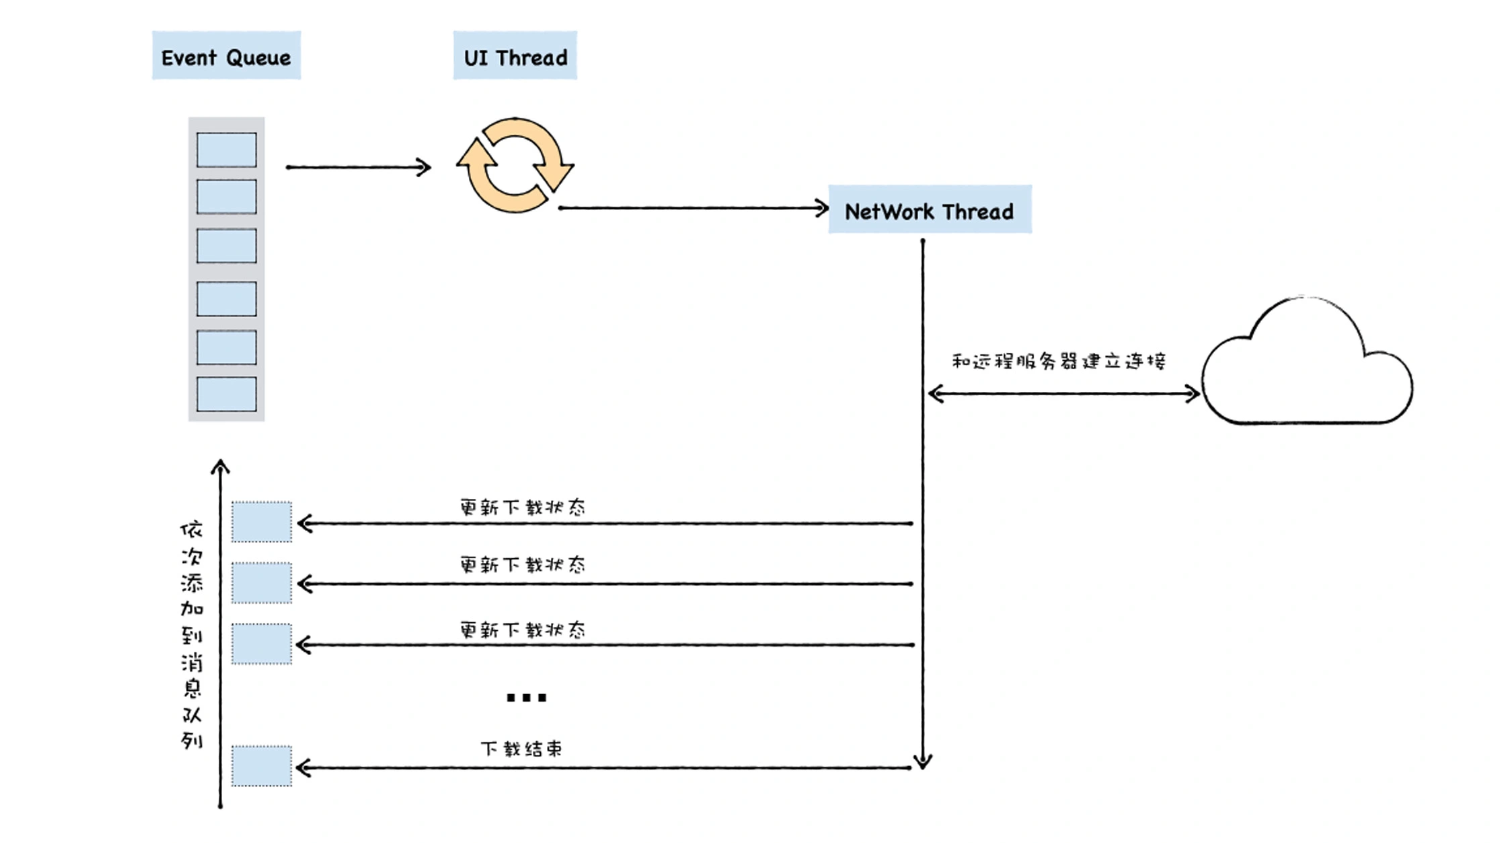 Event Queue
UI Thread
NetWork Thread
和远程服务器建立连接
更新下载状态
更新下载状态
更新下载状态
...
下载结束
依次添加到消息队列